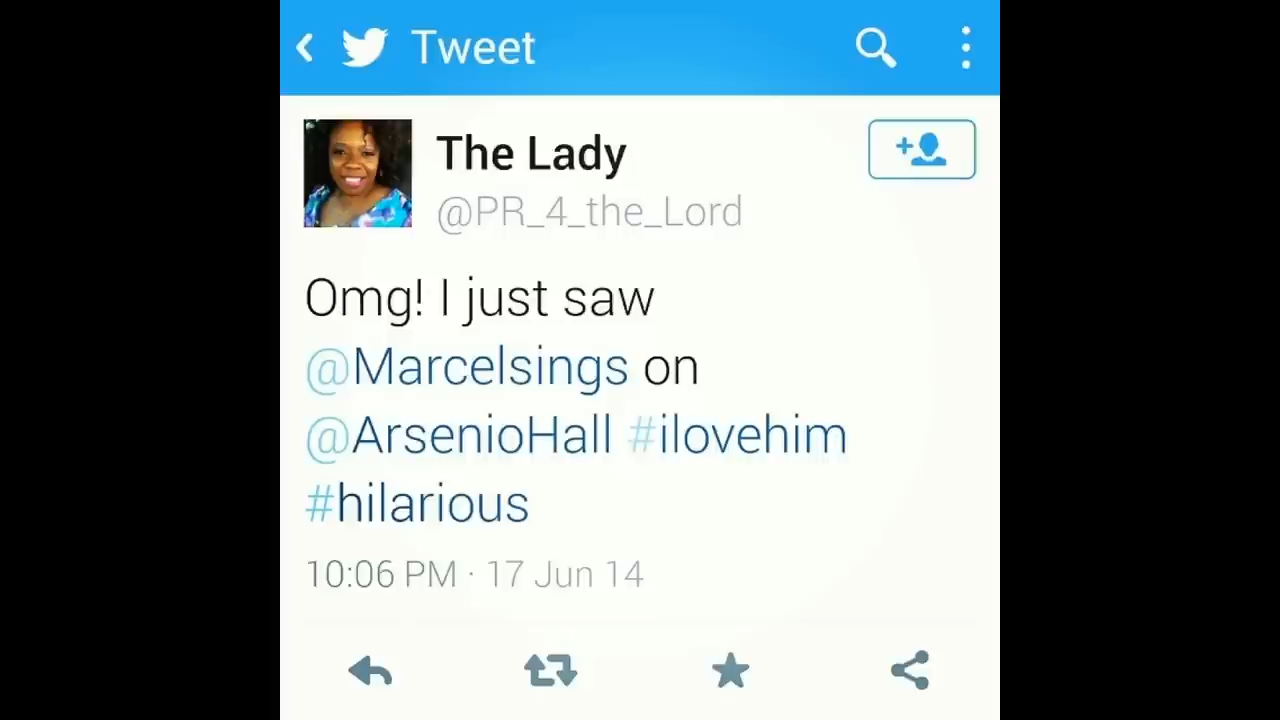 Tweet
The Lady
@PR_4_the_Lord
Omg! I just saw
@Marcelsings on
@ArsenioHall #ilovehim
#hilarious
10:06 PM · 17 Jun 14